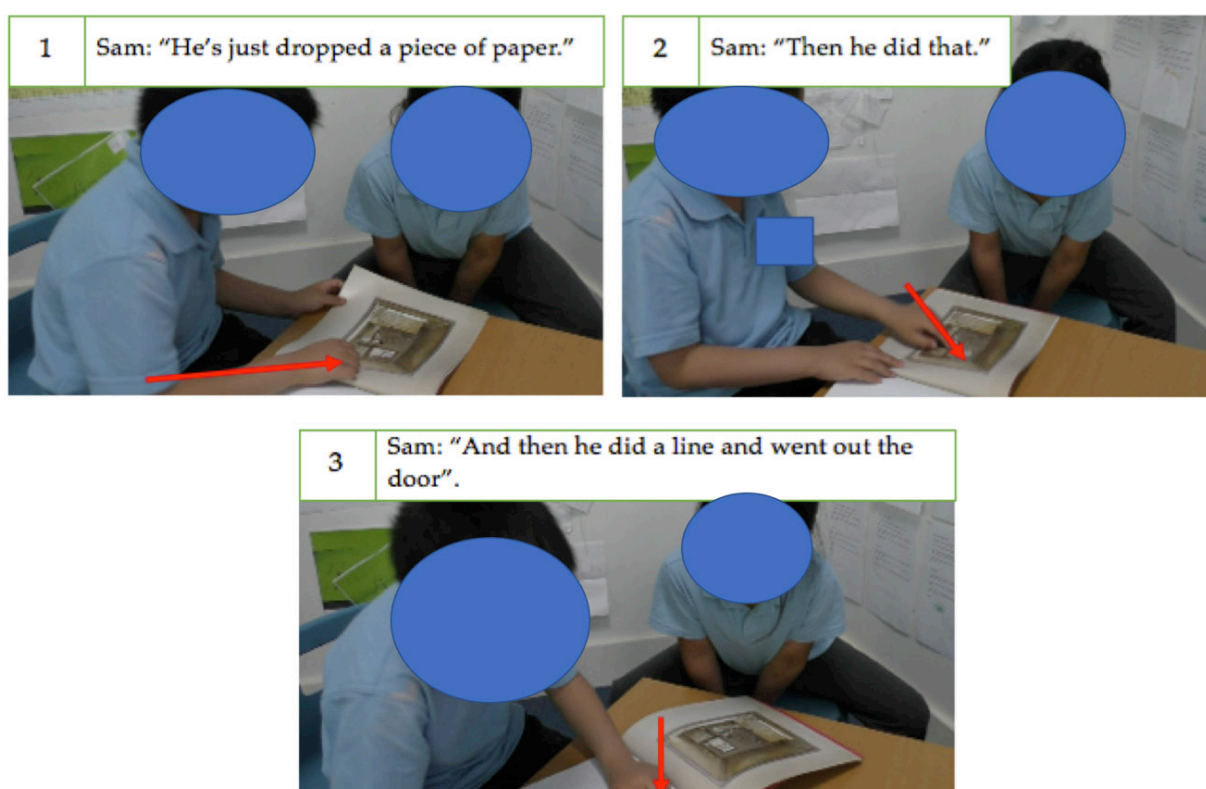 1
Sam: “He’s just dropped a piece of paper.”
2
Sam: “Then he did that.”
3
Sam: “And then he did a line and went out the
door”.